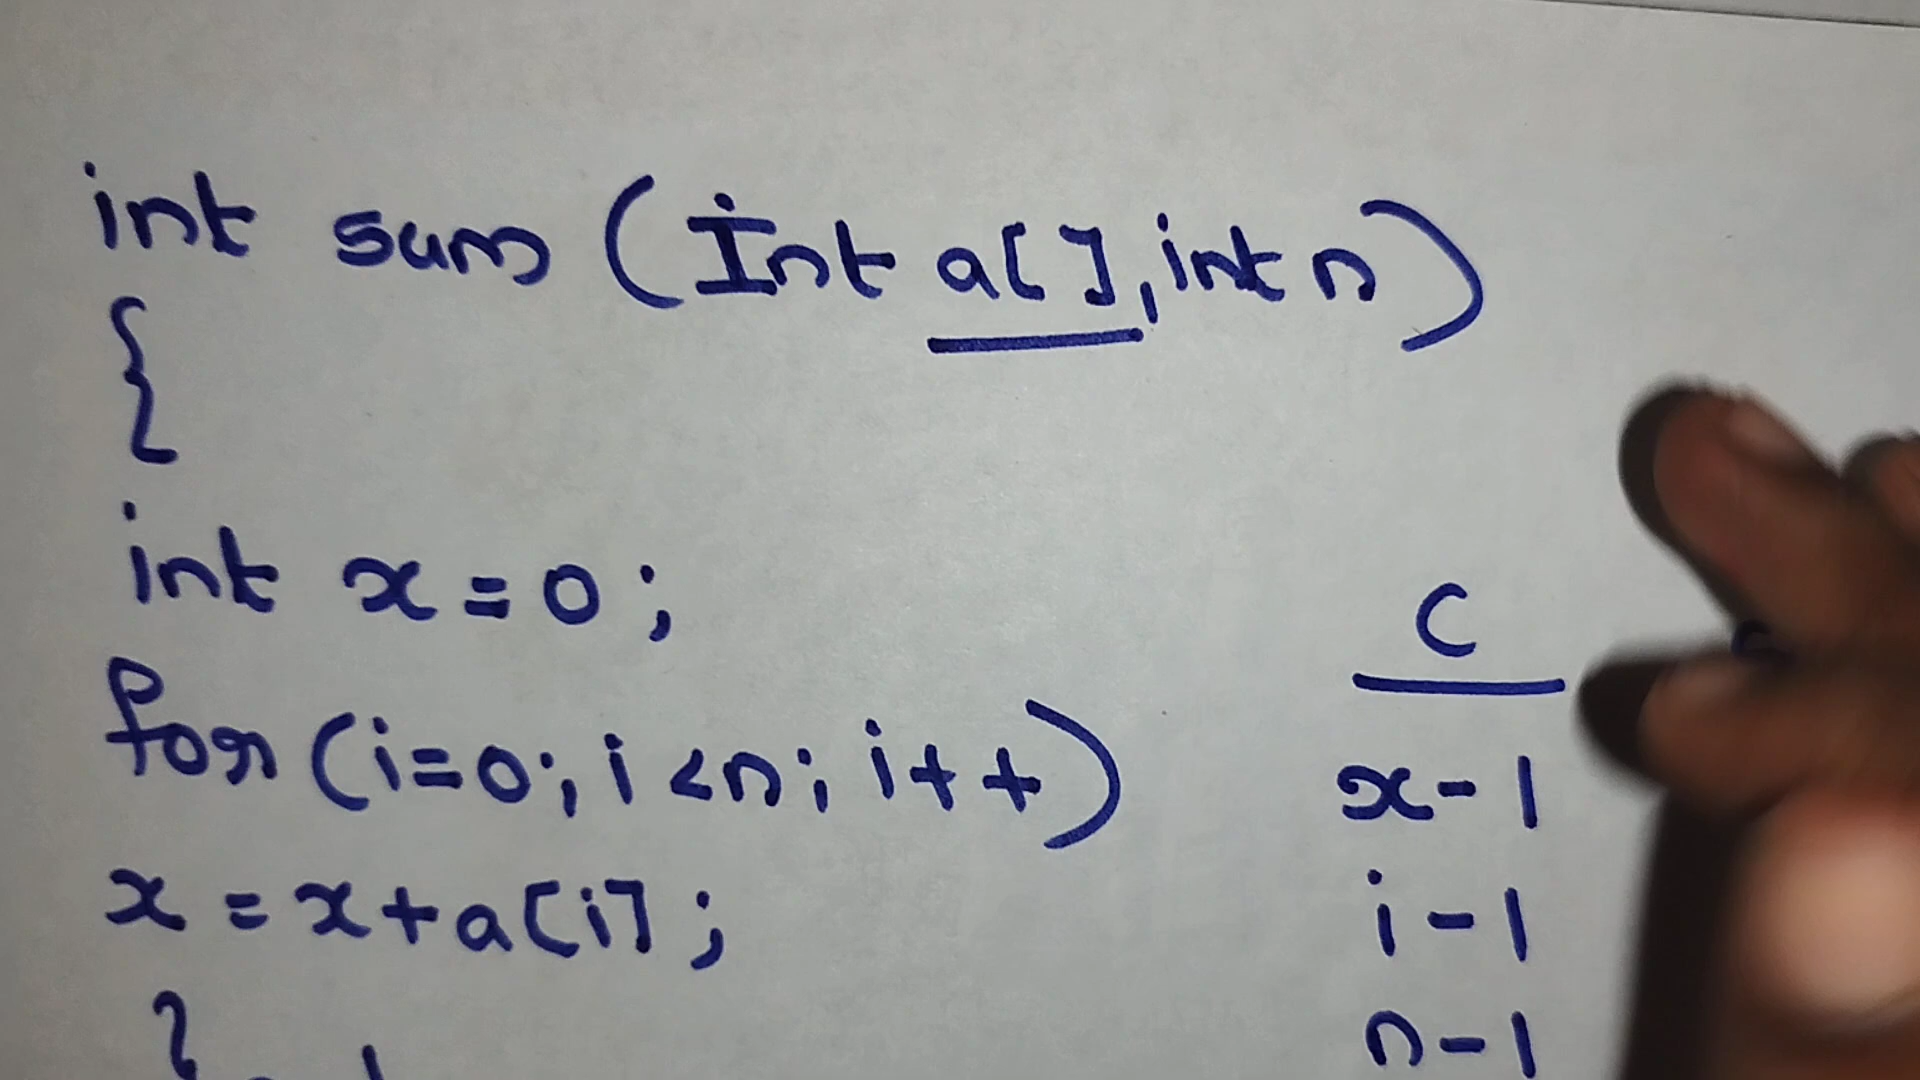 int sum (Int a[], int n)
{
int x = 0;
for (i=0; i<n; i++)
x = x+a[i];
}
C
x-1
i-1
n-1